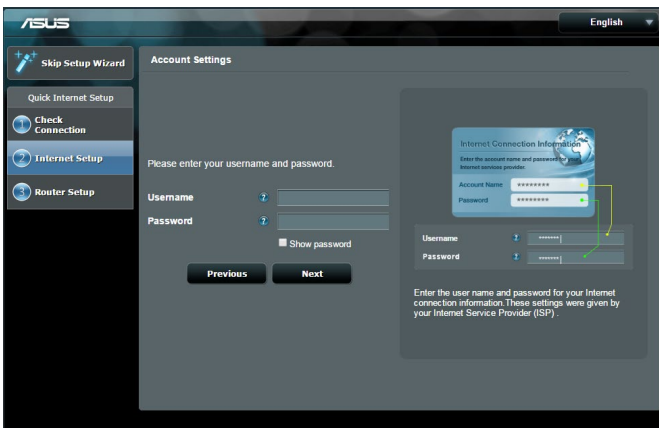 ASUS
English
Skip Setup Wizard
Quick Internet Setup
1 Check
Connection
2 Internet Setup
3 Router Setup
Account Settings
Please enter your username and password.
Username ?
Password ?
Show password
Previous Next
Internet Connection Information
Enter the account name and password for your
Internet services provider.
Account Name ********
Password ********
Username ? •••••••|
Password ? •••••••|
Enter the user name and password for your Internet
connection information.These settings were given by
your Internet Service Provider (ISP) .